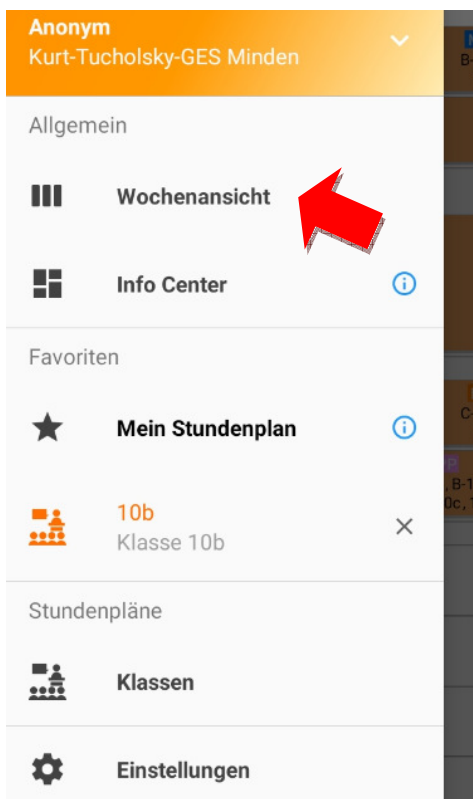 Anonym
Kurt-Tucholsky-GES Minden
Allgemein
Wochenansicht
Info Center
Favoriten
Mein Stundenplan
10b
Klasse 10b
Stundenpläne
Klassen
Einstellungen